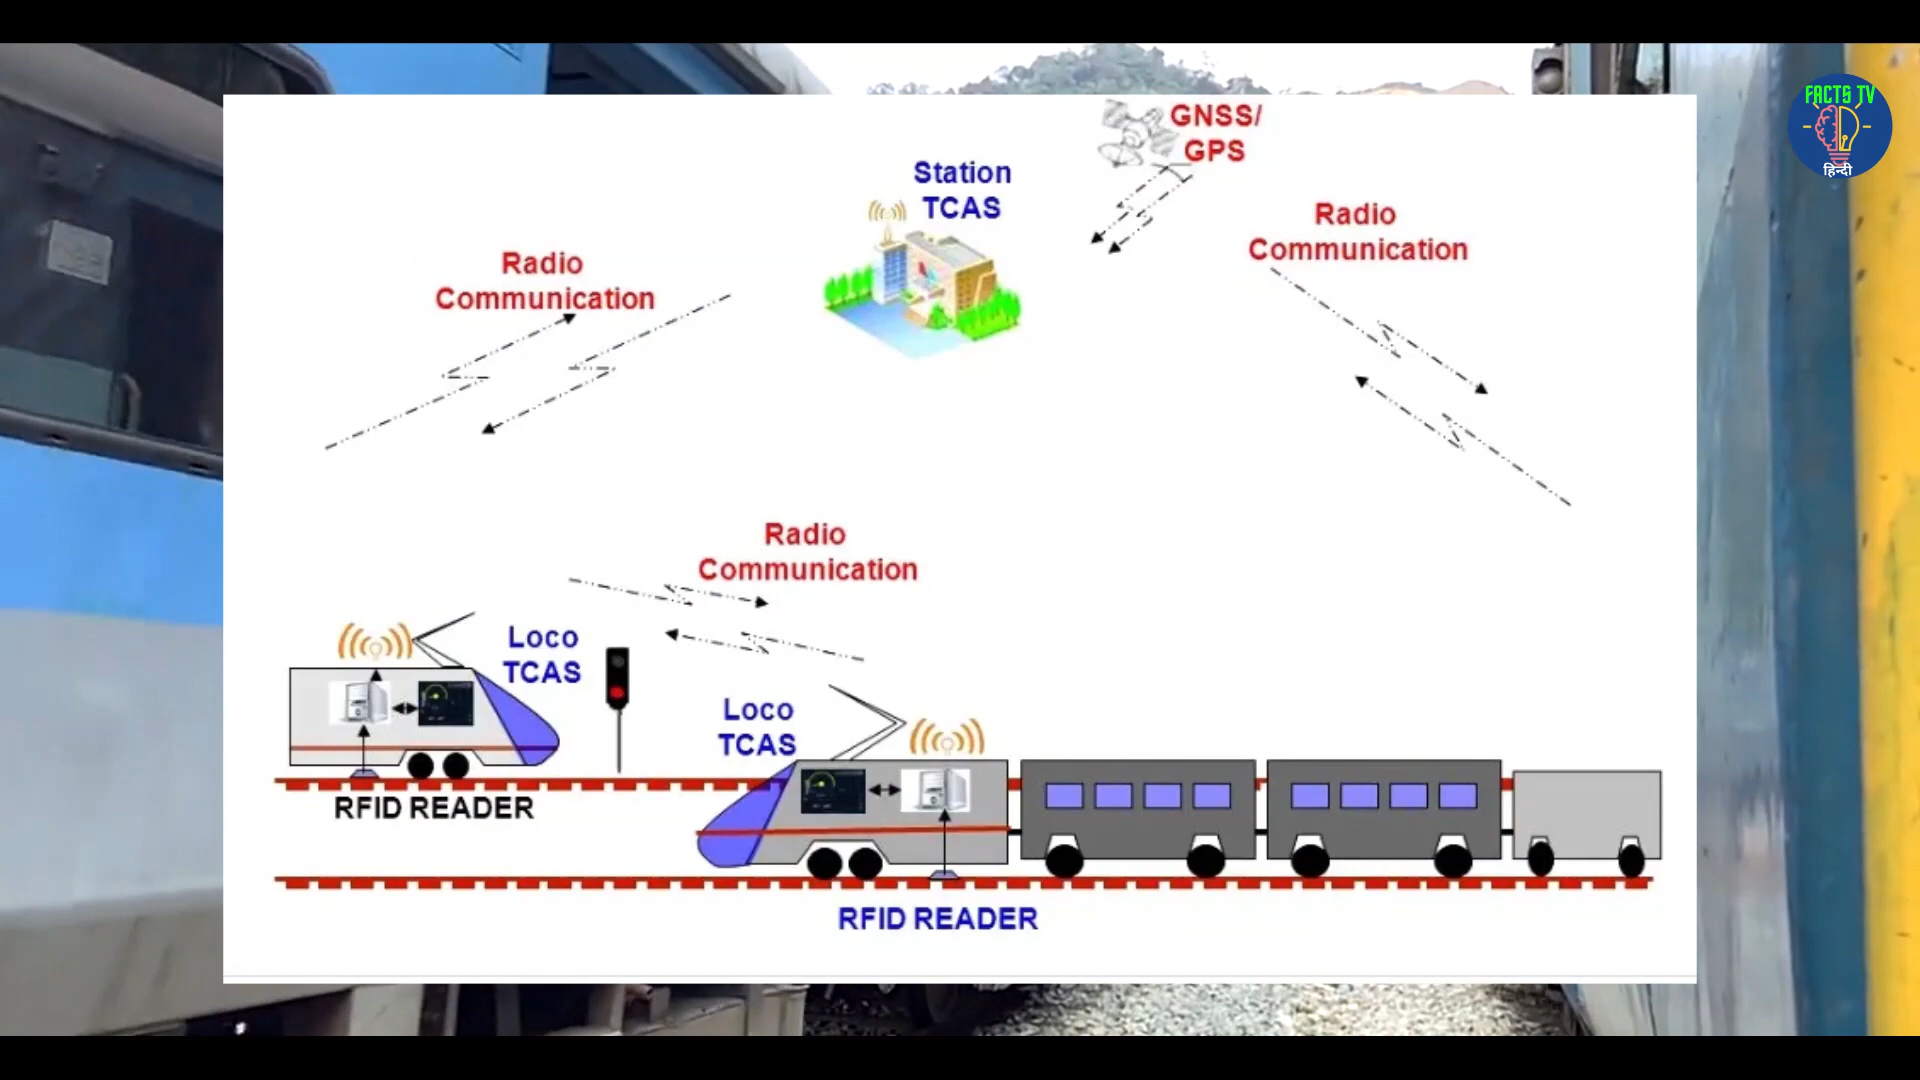 GNSS/
GPS
FACTS TV
हिन्दी
Station
TCAS
Radio
Communication
Radio
Communication
Radio
Communication
Loco
TCAS
Loco
TCAS
RFID READER
RFID READER